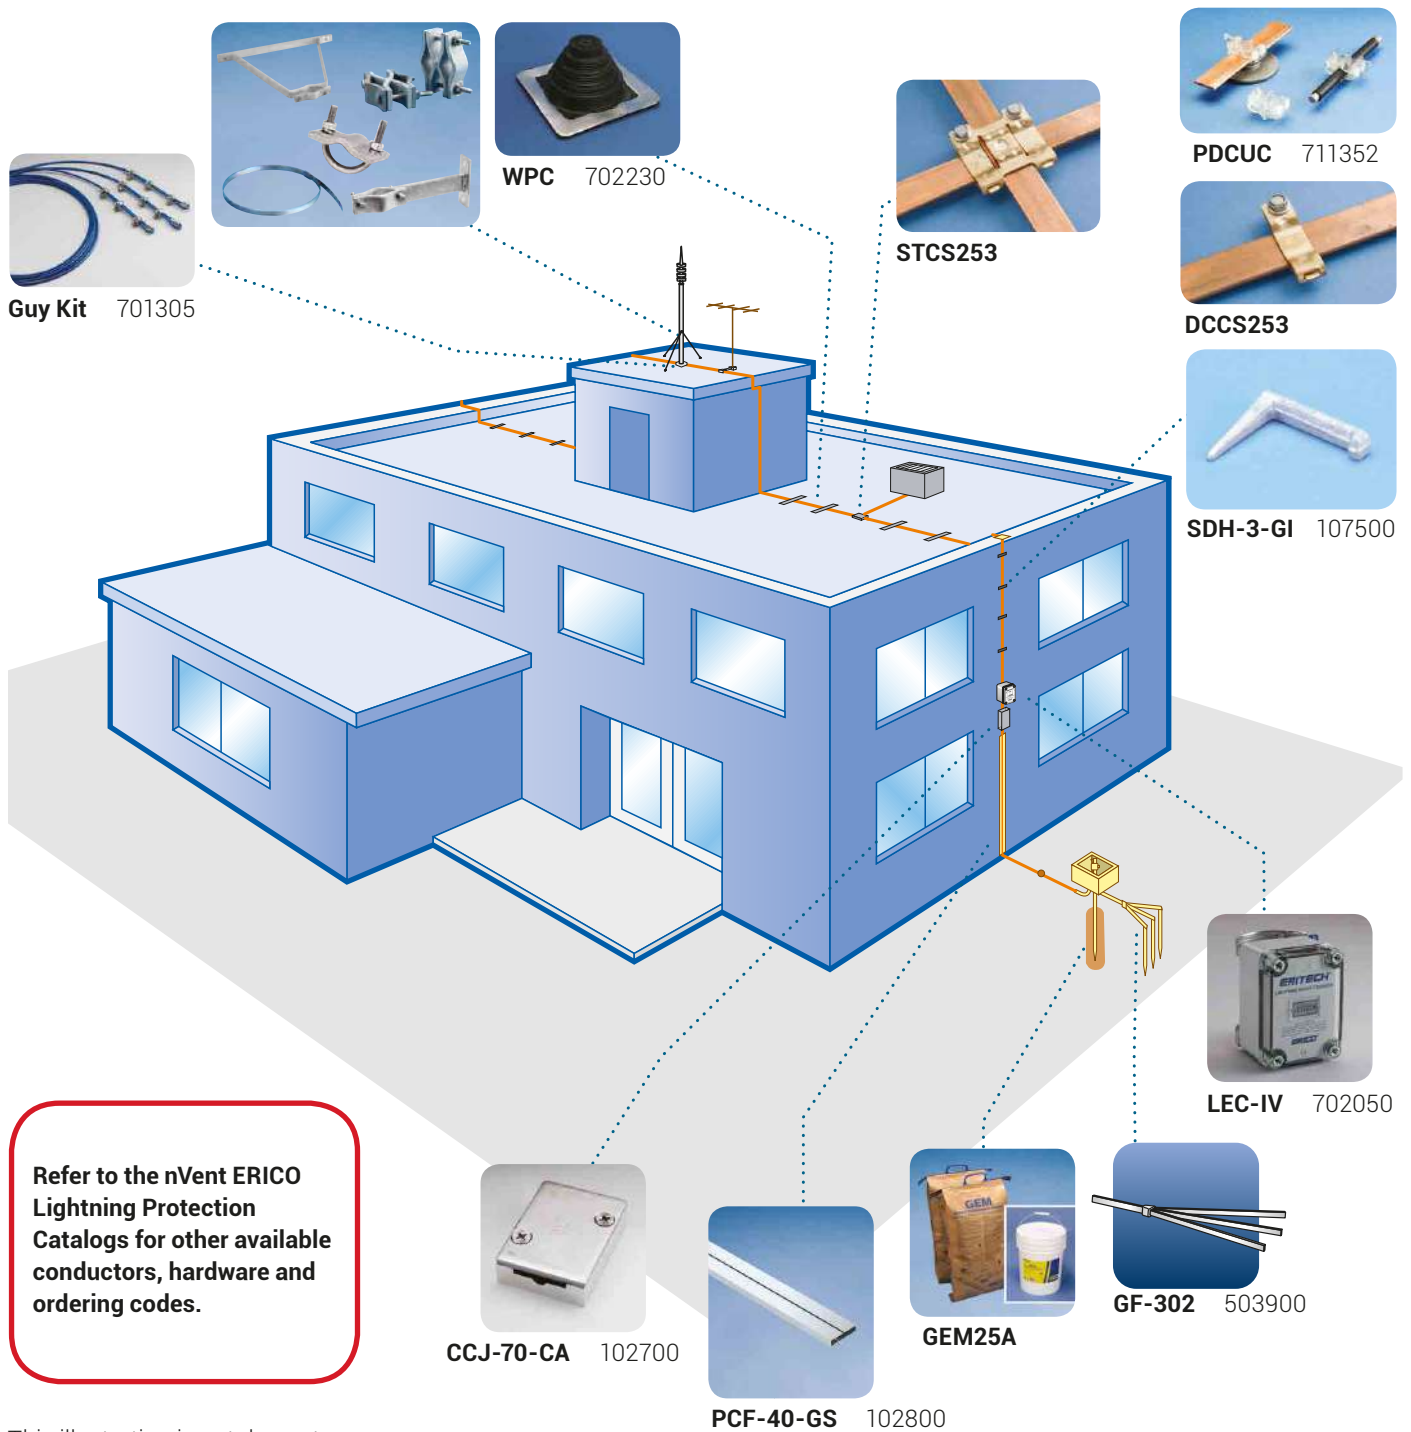 PDCUC 711352
WPC 702230
STCS253
Guy Kit 701305
DCCS253
SDH-3-GI 107500
ERITECH
ERICO
LEC-IV 702050
Refer to the nVent ERICO
Lightning Protection
Catalogs for other available
conductors, hardware and
ordering codes.
GEM
GF-302 503900
GEM25A
CCJ-70-CA 102700
PCF-40-GS 102800